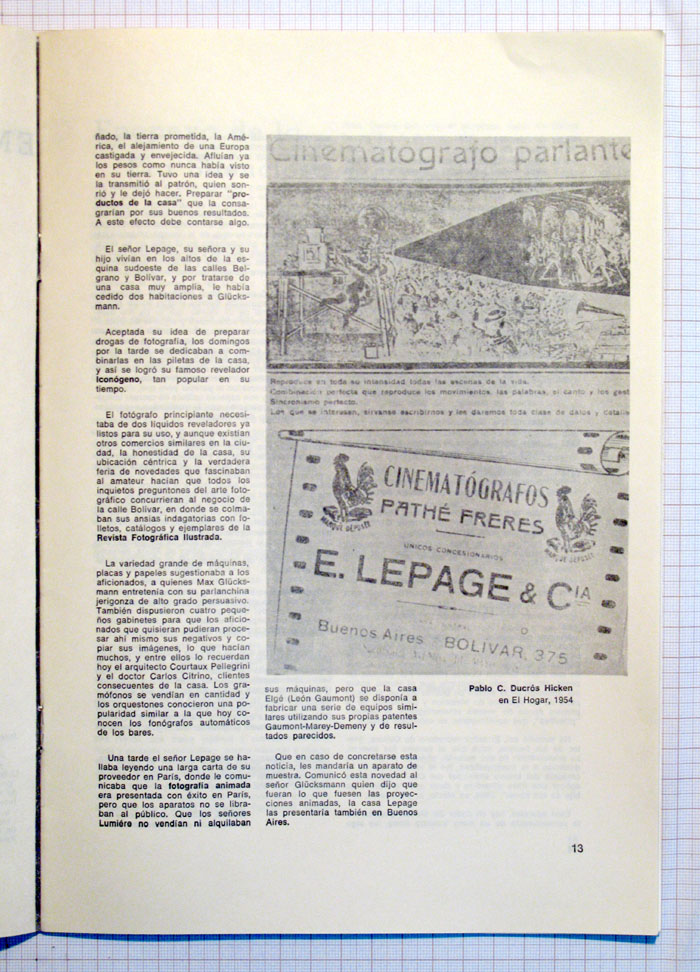 ñado, la tierra prometida, la Amé-
rica, el alejamiento de una Europa
castigada y envejecida. Afluían ya
los pesos como nunca había visto
en su tierra. Tuvo una idea y se
la transmitió al patrón, quien son-
rió y le dejó hacer. Preparar "pro-
ductos de la casa" que la consa-
grarían por sus buenos resultados.
A este efecto debe contarse algo.
El señor Lepage, su señora y su
hijo vivían en los altos de la es-
quina sudoeste de las calles Bel-
grano y Bolívar, y por tratarse de
una casa muy amplia, le había
cedido dos habitaciones a Glücks-
mann.
Aceptada su idea de preparar
drogas de fotografía, los domingos
por la tarde se dedicaban a com-
binarlas en las piletas de la casa,
y así se logró su famoso revelador
Iconógeno, tan popular en su
tiempo.
El fotógrafo principiante necesi-
taba de dos líquidos reveladores ya
listos para su uso, y aunque existían
otros comercios similares en la ciu-
dad, la honestidad de la casa, su
ubicación céntrica y la verdadera
feria de novedades que fascinaban
al amateur hacían que todos los
inquietos preguntones del arte foto-
gráfico concurrieran al negocio de
la calle Bolívar, en donde se colma-
ban sus ansias indagatorias con fo-
lletos, catálogos y ejemplares de la
Revista Fotográfica Ilustrada.
La variedad grande de máquinas,
placas y papeles sugestionaba a los
aficionados, a quienes Max Glücks-
mann entretenía con su parlanchina
jerigonza de alto grado persuasivo.
También dispusieron cuatro peque-
ños gabinetes para que los aficio-
nados que quisieran pudieran proce-
sar ahí mismo sus negativos y co-
piar sus imágenes, lo que hacían
muchos, y entre ellos lo recuerdan
hoy el arquitecto Courtaux Pellegrini
y el doctor Carlos Citrino, clientes
consecuentes de la casa. Los gra-
mófonos se vendían en cantidad y
los orquestones conocieron una po-
pularidad similar a la que hoy co-
nocen los fonógrafos automáticos
de los bares.
Una tarde el señor Lepage se ha-
llaba leyendo una larga carta de su
proveedor en París, donde le comu-
nicaba que la fotografía animada
era presentada con éxito en París,
pero que los aparatos no se libra-
ban al público. Que los señores
Lumiére no vendían ni alquilaban
Cinematógrafo parlante
Reproduce en toda su intensidad todas las escenas de la vida.
Combinación perfecta que reproduce los movimientos, las palabras, el canto y los gest
Sincronismo perfecto.
Los que se interesen, sírvanse escribirnos y les daremos toda clase de datos y catálo
CINEMATÓGRAFOS
PATHÉ FRERES
MARQUE DÉPOSÉE
MARQUE DÉPOSÉE
UNICOS CONCESIONARIOS
E. LEPAGE & CIA
Buenos Aires BOLIVAR, 375
sus máquinas, pero que la casa
Elgé (León Gaumont) se disponía a
fabricar una serie de equipos simi-
lares utilizando sus propias patentes
Gaumont-Marey-Demeny y de resul-
tados parecidos.
Que en caso de concretarse esta
noticia, les mandaría un aparato de
muestra. Comunicó esta novedad al
señor Glücksmann quien dijo que
fueran lo que fuesen las proyec-
ciones animadas, la casa Lepage
las presentaría también en Buenos
Aires.
Pablo C. Ducrós Hicken
en El Hogar, 1954
13